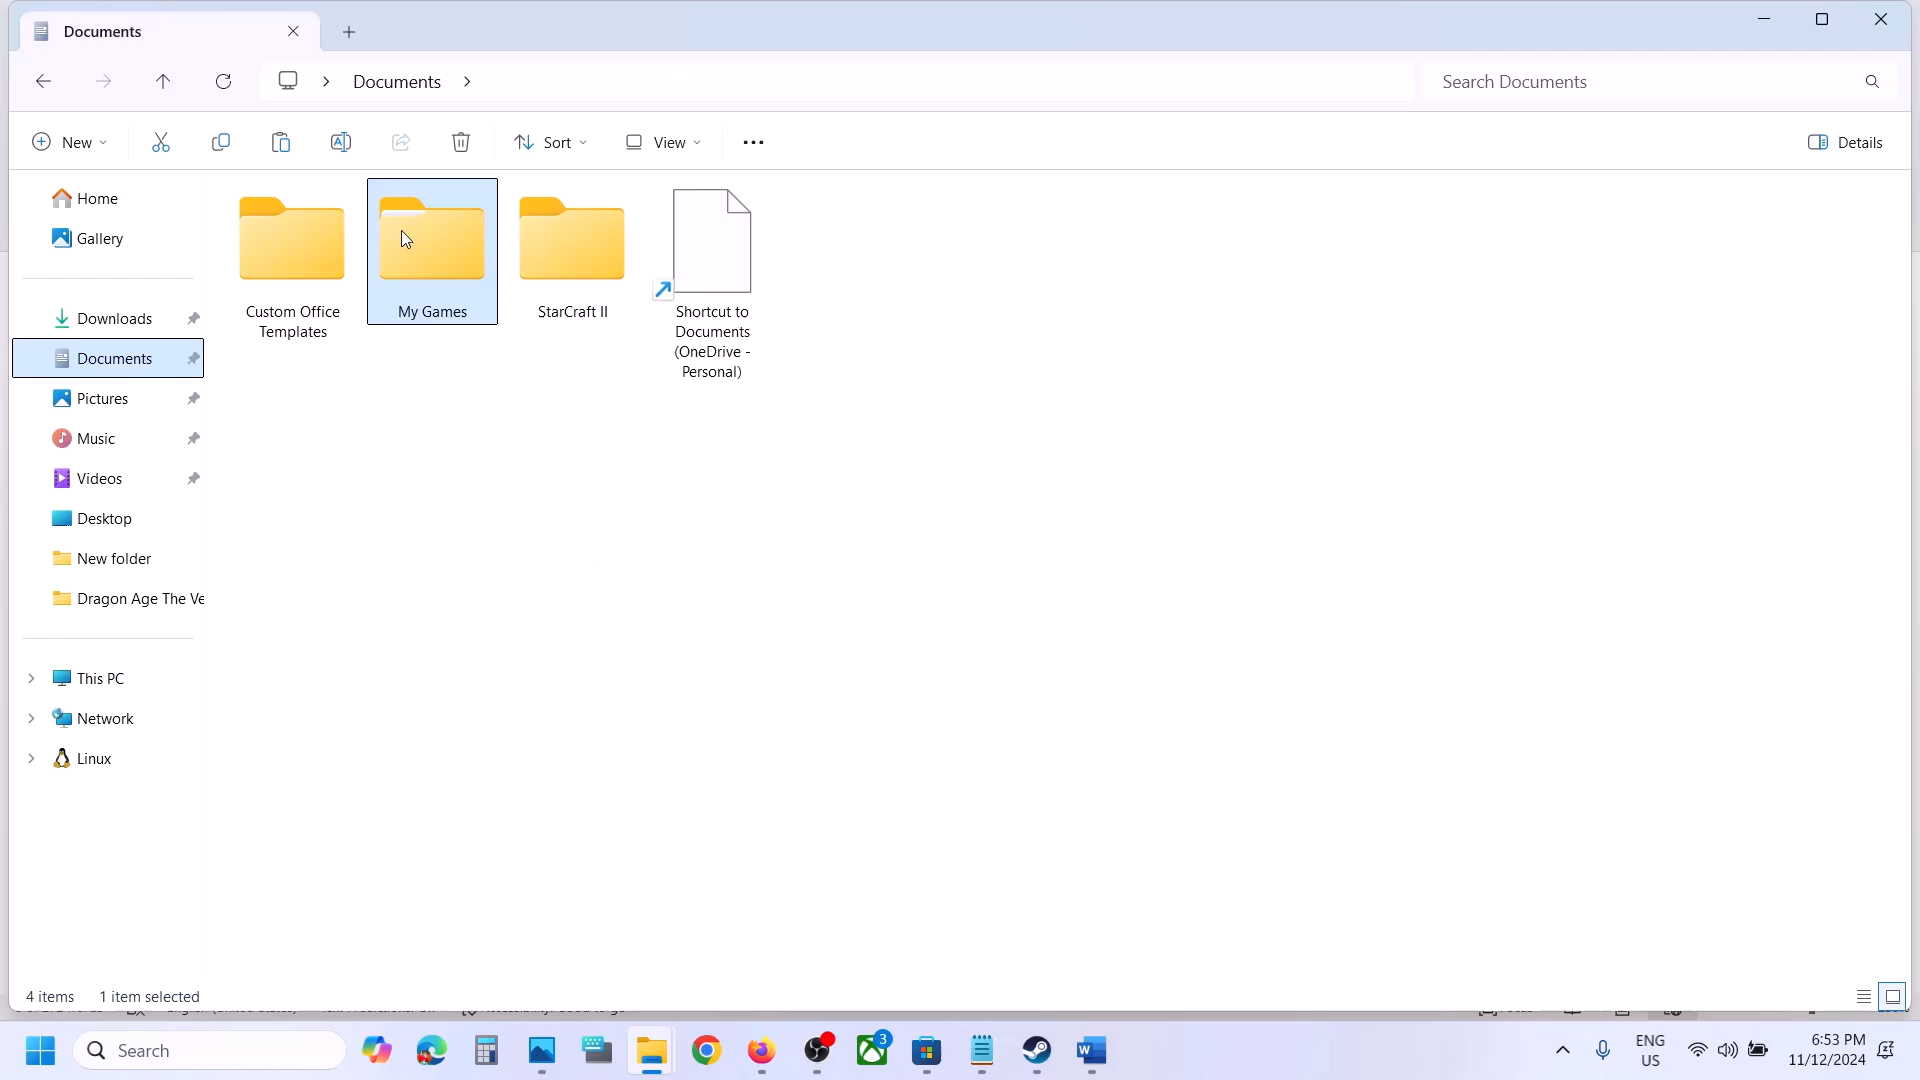 Documents
Documents
Search Documents
New
Sort
View
Details
Home
Gallery
Downloads
Documents
Pictures
Music
Videos
Desktop
New folder
Dragon Age The Ve
This PC
Network
Linux
Custom Office
Templates
My Games
StarCraft II
Shortcut to
Documents
(OneDrive -
Personal)
4 items 1 item selected
Search
3
ENG
US
6:53 PM
11/12/2024